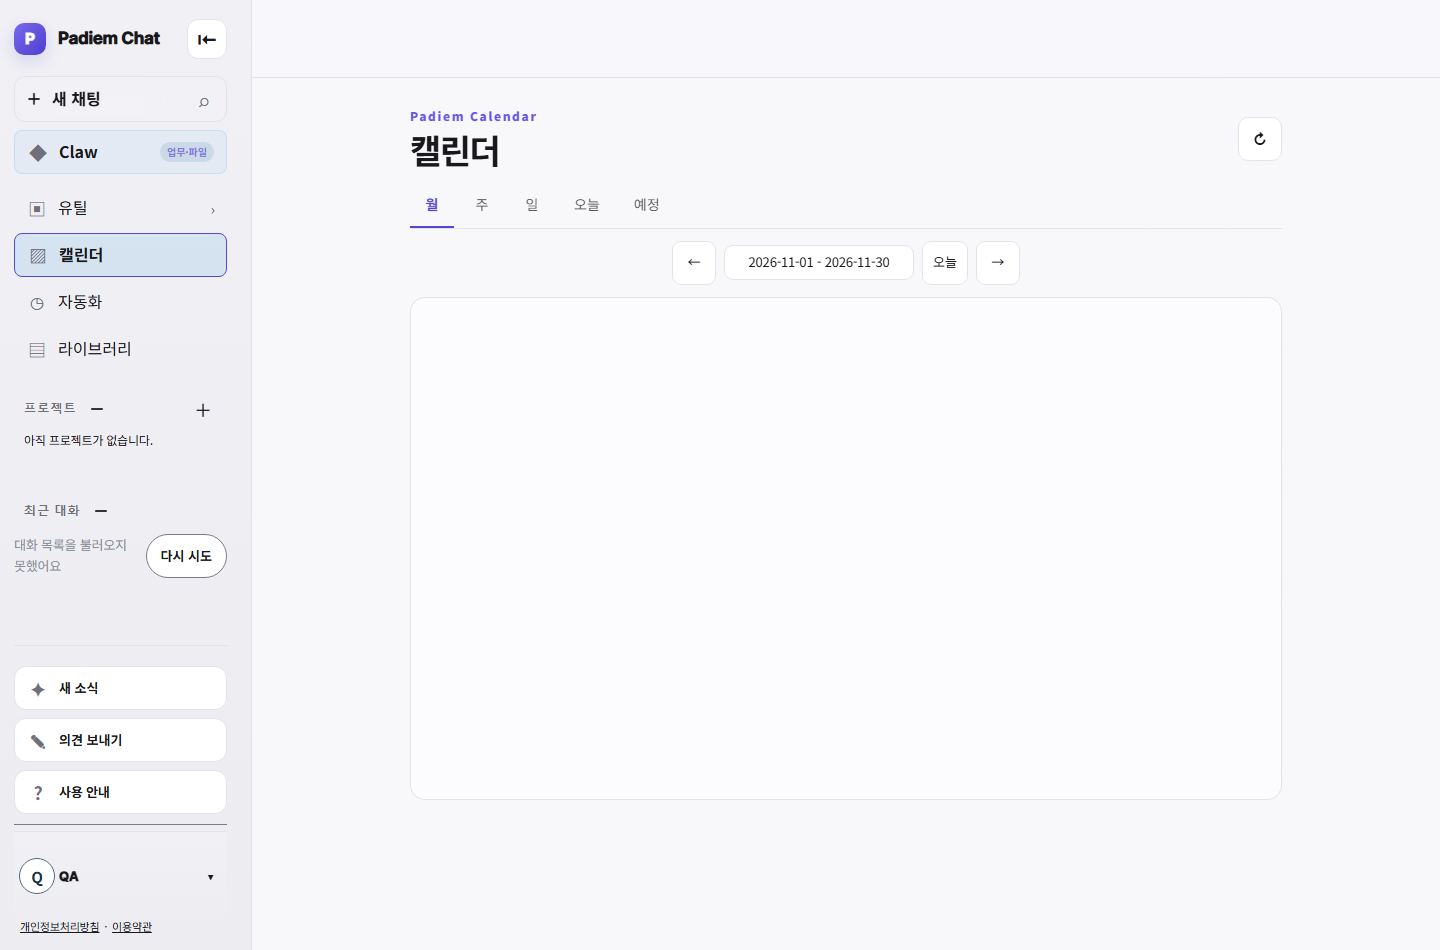 P Padiem Chat
+ 새 채팅
Claw 업무·파일
유틸 ›
캘린더
자동화
라이브러리
프로젝트 — +
아직 프로젝트가 없습니다.
최근 대화 —
대화 목록을 불러오지
못했어요
다시 시도
새 소식
의견 보내기
? 사용 안내
Q QA ▾
개인정보처리방침 · 이용약관
Padiem Calendar
캘린더
월 주 일 오늘 예정
← 2026-11-01 - 2026-11-30 오늘 →